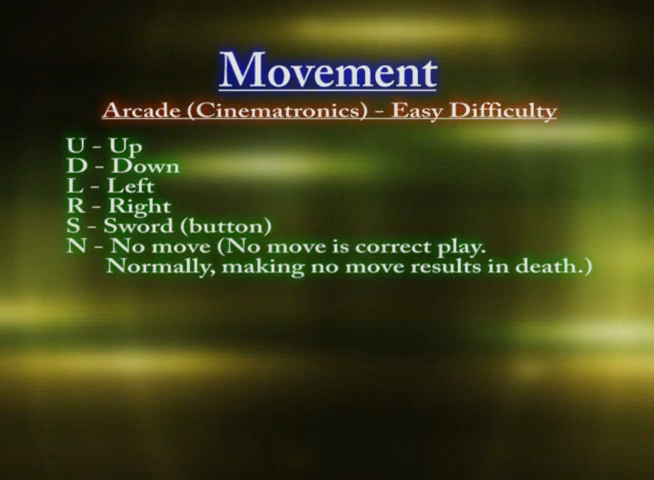 Movement
Arcade (Cinematronics) - Easy Difficulty
U - Up
D - Down
L - Left
R - Right
S - Sword (button)
N - No move (No move is correct play.
Normally, making no move results in death.)